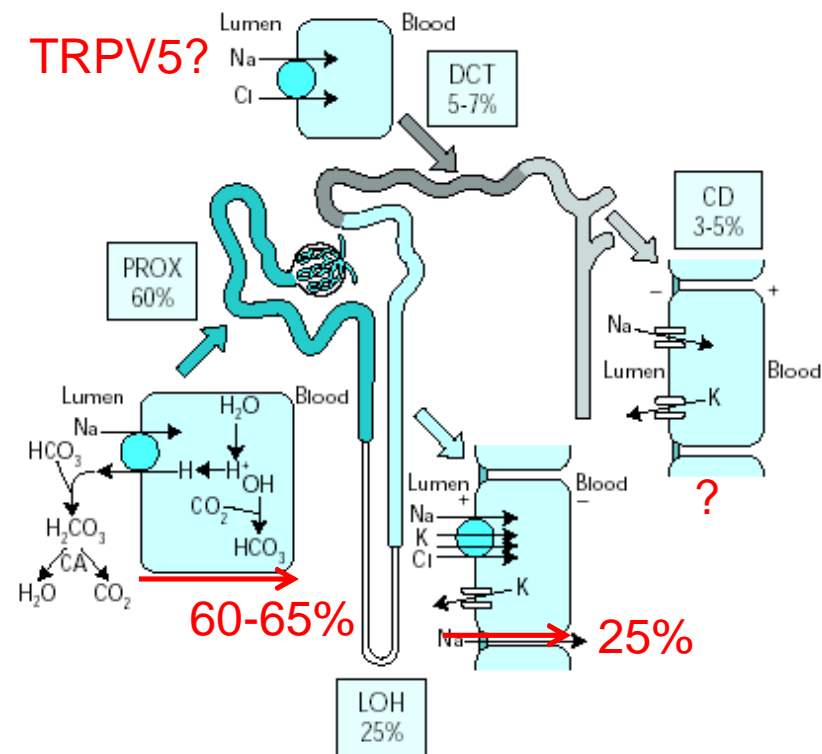 TRPV5?
Lumen Blood
Na
Cl
DCT
5-7%
CD
3-5%
– +
Na
Lumen Blood
K
?
PROX
60%
Lumen Blood
Na
H₂O
HCO₃
H H⁺
OH
CO₂
H₂CO₃
HCO₃
CA
H₂O CO₂
60-65%
Lumen Blood
+ –
Na
K
Cl
K
Na
25%
LOH
25%